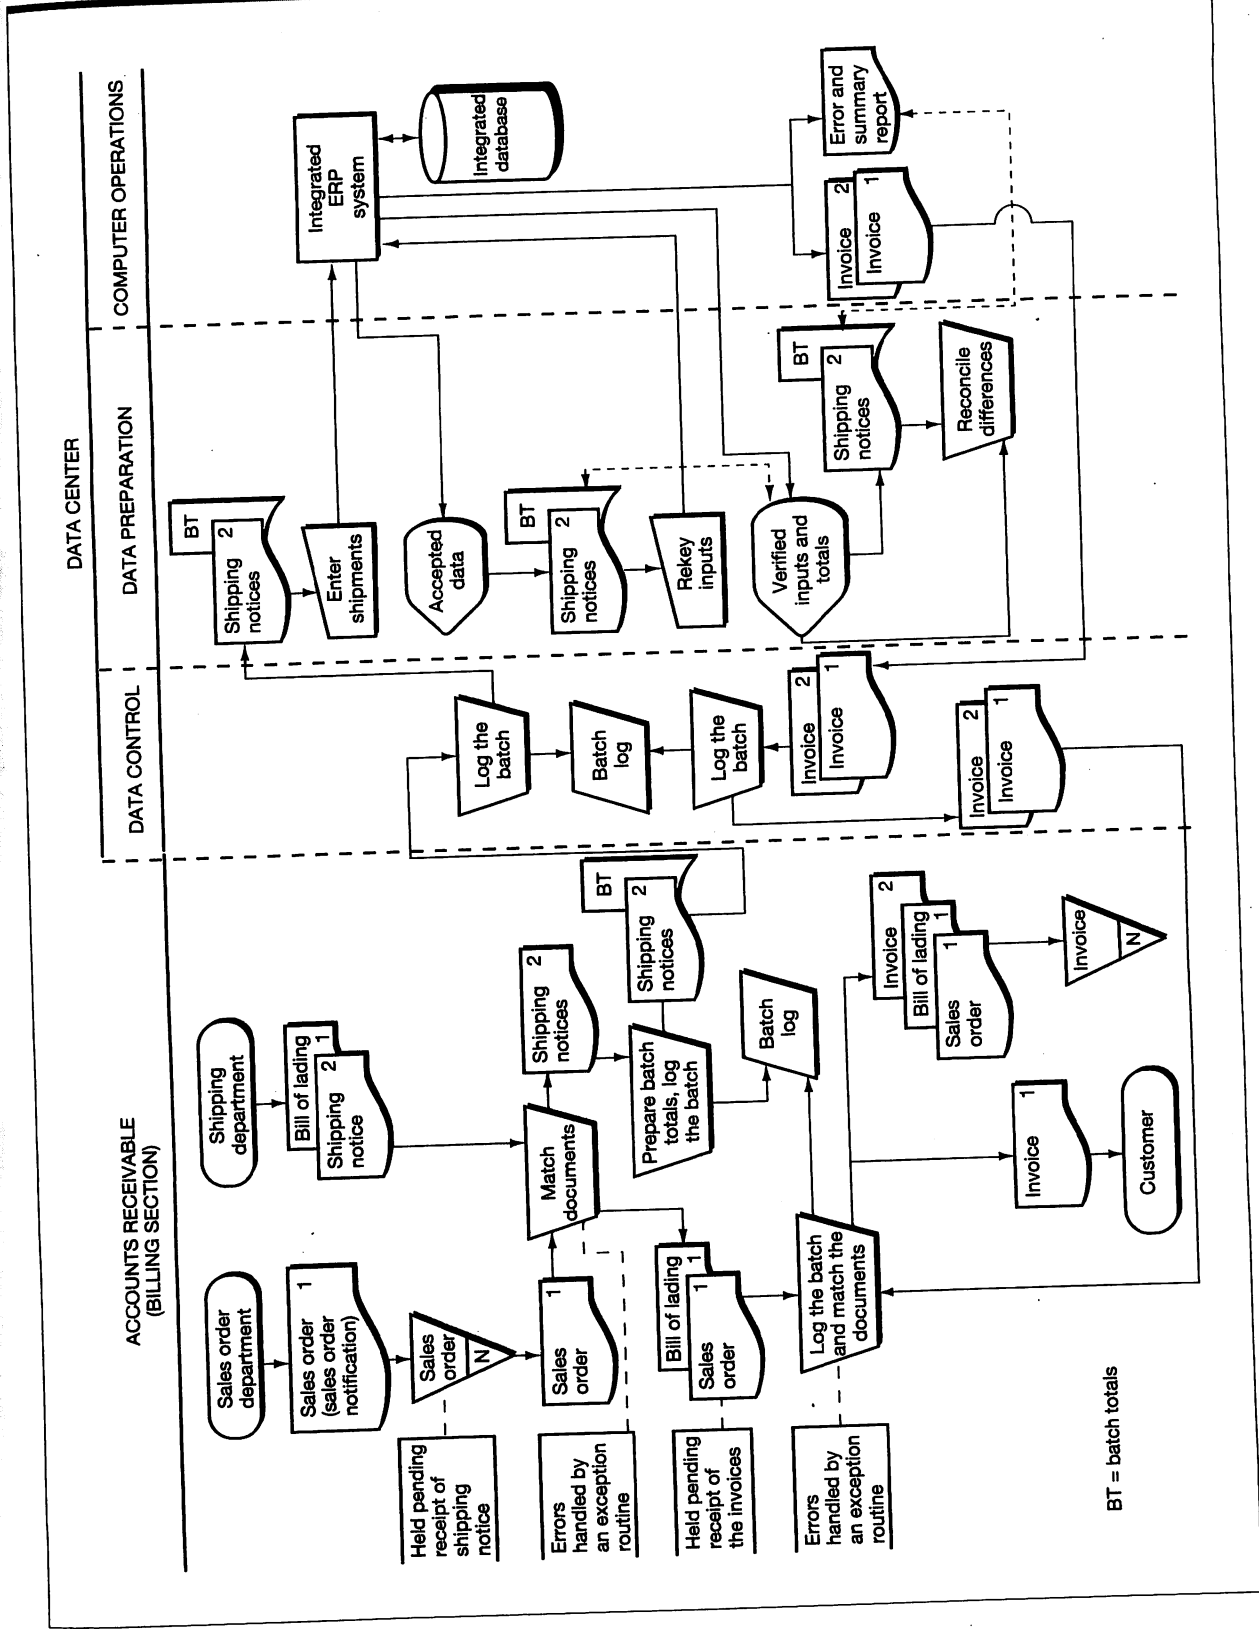 ACCOUNTS RECEIVABLE
(BILLING SECTION)
DATA CENTER
DATA CONTROL
DATA PREPARATION
COMPUTER OPERATIONS
Sales order
department
Sales order 1
(sales order
notification)
Held pending
receipt of
shipping
notice
Sales
order
N
Errors
handled by
an exception
routine
Sales 1
order
Held pending
receipt of
the invoices
Bill of lading 1
Sales 1
order
Errors
handled by
an exception
routine
Log the batch
and match the
documents
Shipping
department
Bill of lading 1
Shipping 2
notice
Match
documents
Shipping 2
notices
Prepare batch
totals, log
the batch
BT
Shipping 2
notices
Batch
log
Invoice 2
Bill of lading 1
Sales 1
order
Invoice
N
Invoice 1
Customer
BT = batch totals
Log the
batch
Batch
log
Log the
batch
Invoice 2
Invoice 1
Invoice 2
Invoice 1
BT
Shipping 2
notices
Enter
shipments
Accepted
data
BT
Shipping 2
notices
Rekey
inputs
Verified
inputs and
totals
BT
Shipping 2
notices
Reconcile
differences
Integrated
ERP
system
Integrated
database
Error and
summary
report
Invoice 2
Invoice 1